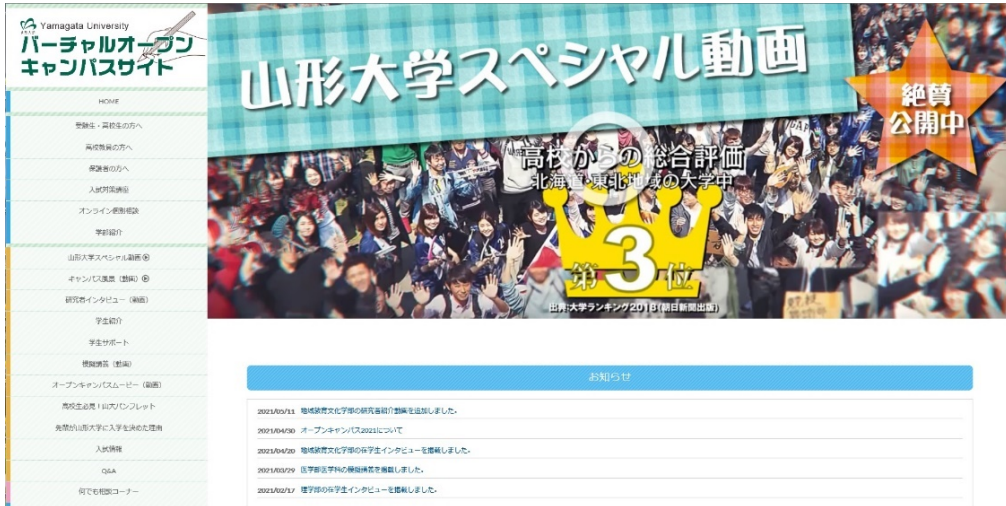 Yamagata University
バーチャルオープン
キャンパスサイト
HOME
受験生・高校生の方へ
高校教員の方へ
保護者の方へ
入試対策講座
オンライン個別相談
学部紹介
山形大学スペシャル動画
キャンパス風景（動画）
研究者インタビュー（動画）
学生紹介
学生サポート
模擬講義（動画）
オープンキャンパスムービー（動画）
高校生必見！山大パンフレット
先輩が山形大学に入学を決めた理由
入試情報
Q&A
何でも相談コーナー
山形大学スペシャル動画
絶賛
公開中
高校からの総合評価
北海道・東北地域の大学中
第3位
出典:大学ランキング2018(朝日新聞出版)
お知らせ
2021/05/11 地域教育文化学部の研究者紹介動画を追加しました。
2021/04/30 オープンキャンパス2021について
2021/04/20 地域教育文化学部の在学生インタビューを掲載しました。
2021/03/29 医学部医学科の模擬講義を掲載しました。
2021/02/17 理学部の在学生インタビューを掲載しました。